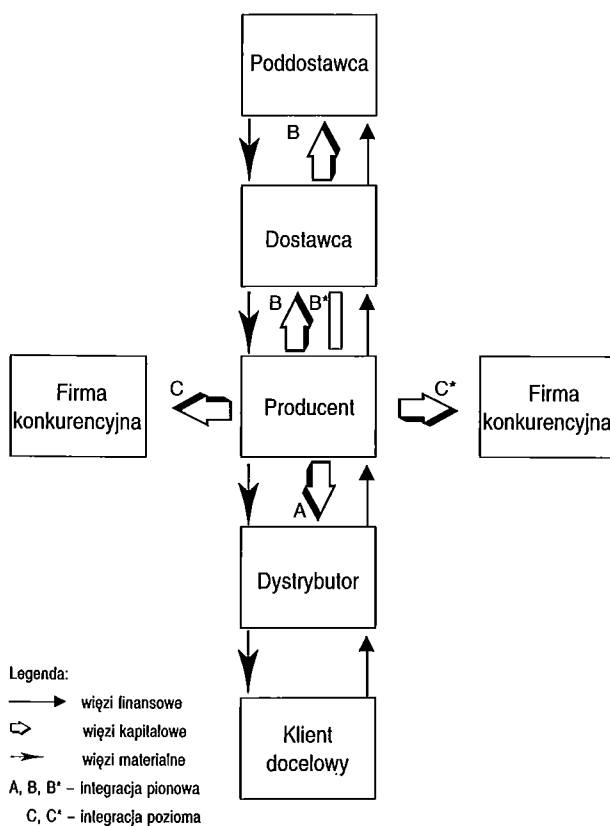 Poddostawca
B
Dostawca
B B*
Firma
konkurencyjna
C
Producent
C*
Firma
konkurencyjna
A
Dystrybutor
Klient
docelowy
Legenda:
więzi finansowe
więzi kapitałowe
więzi materialne
A, B, B* – integracja pionowa
C, C* – integracja pozioma